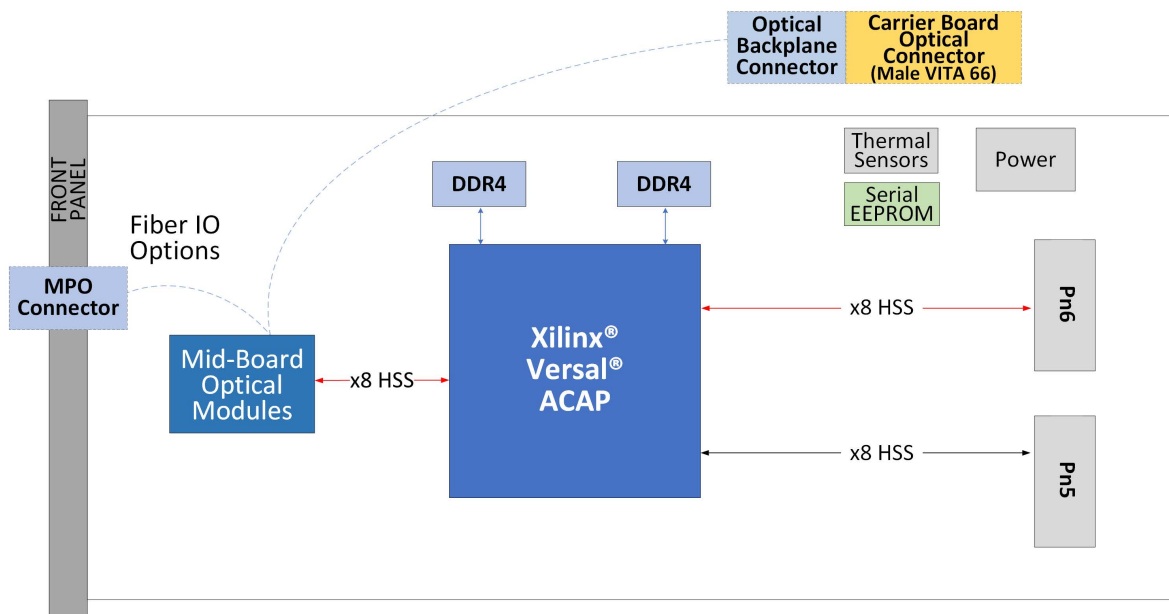 Optical
Backplane
Connector
Carrier Board
Optical
Connector
(Male VITA 66)
FRONT
PANEL
Thermal
Sensors
Power
DDR4
DDR4
Serial
EEPROM
Fiber IO
Options
MPO
Connector
Mid-Board
Optical
Modules
x8 HSS
Xilinx®
Versal®
ACAP
x8 HSS
Pn6
x8 HSS
Pn5